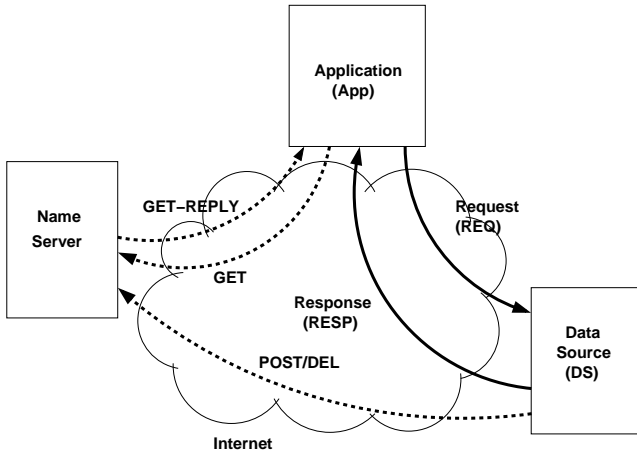 Application
(App)
Name
Server
GET–REPLY
GET
Request
(REQ)
Response
(RESP)
POST/DEL
Data
Source
(DS)
Internet